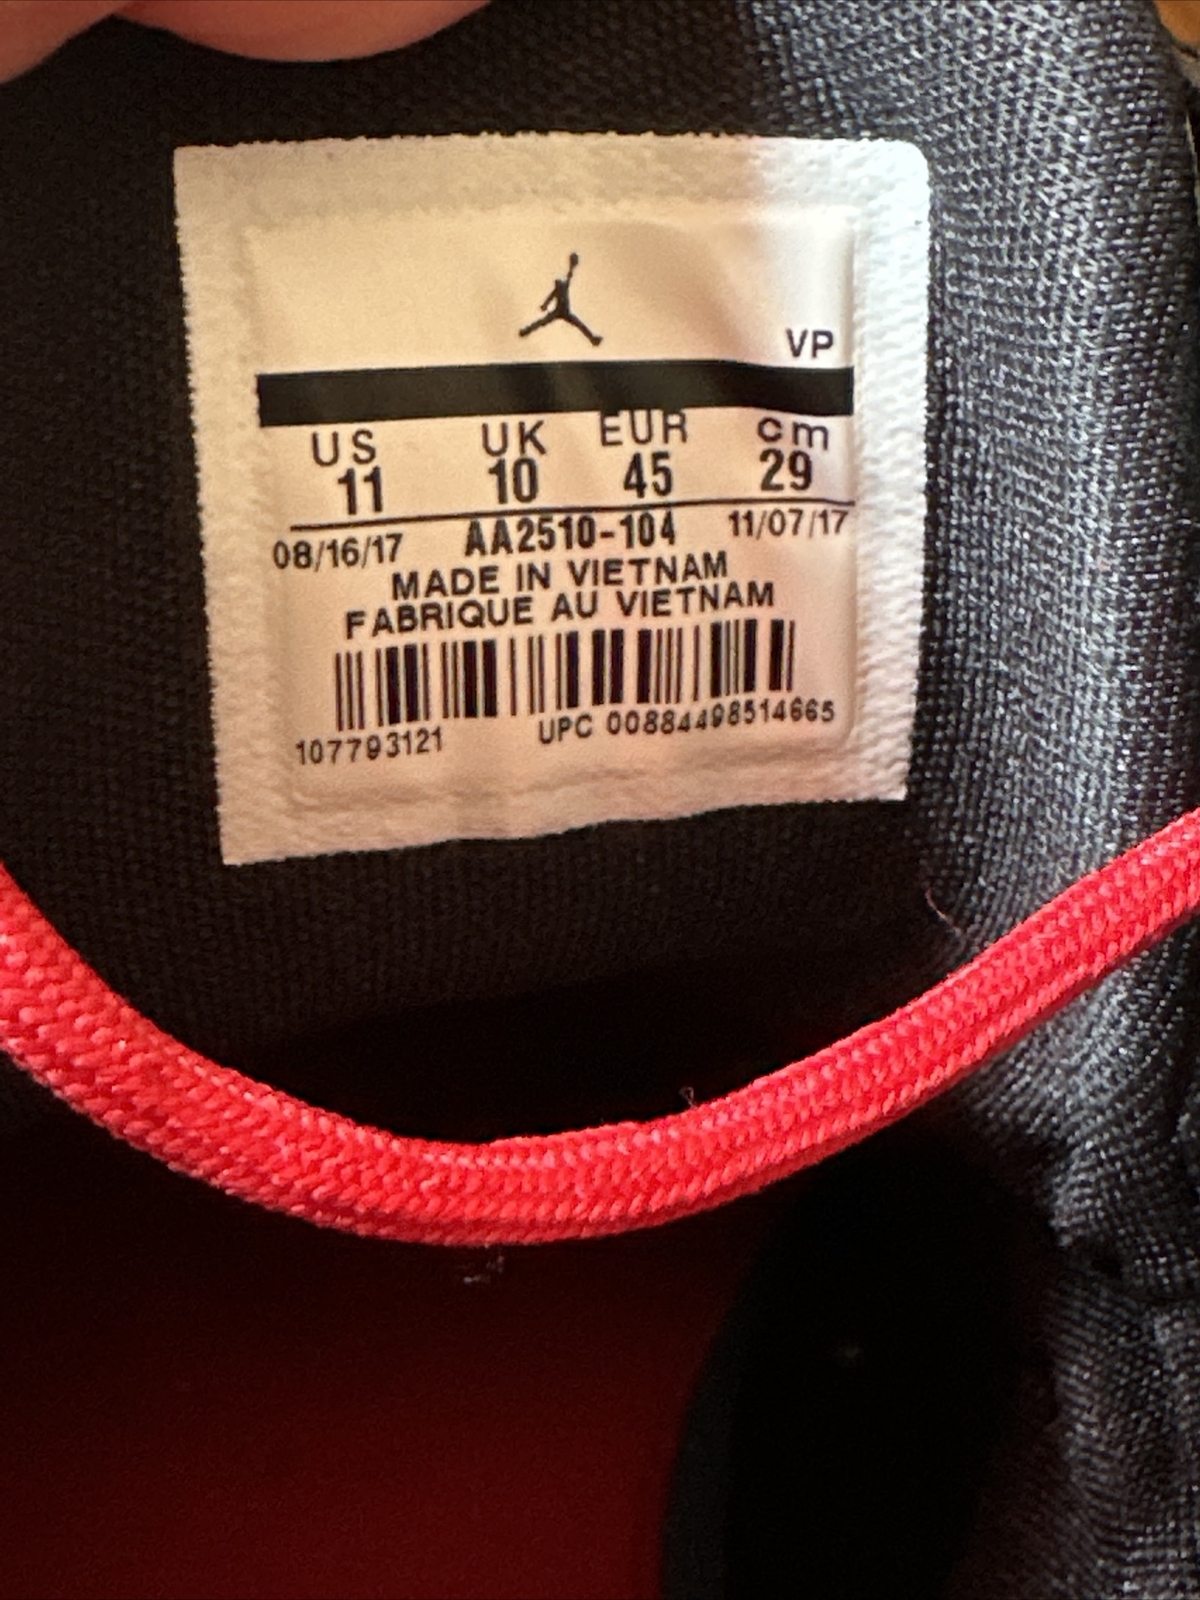 VP
US UK EUR cm
11 10 45 29
08/16/17 AA2510-104 11/07/17
MADE IN VIETNAM
FABRIQUE AU VIETNAM
107793121 UPC 00884498514665